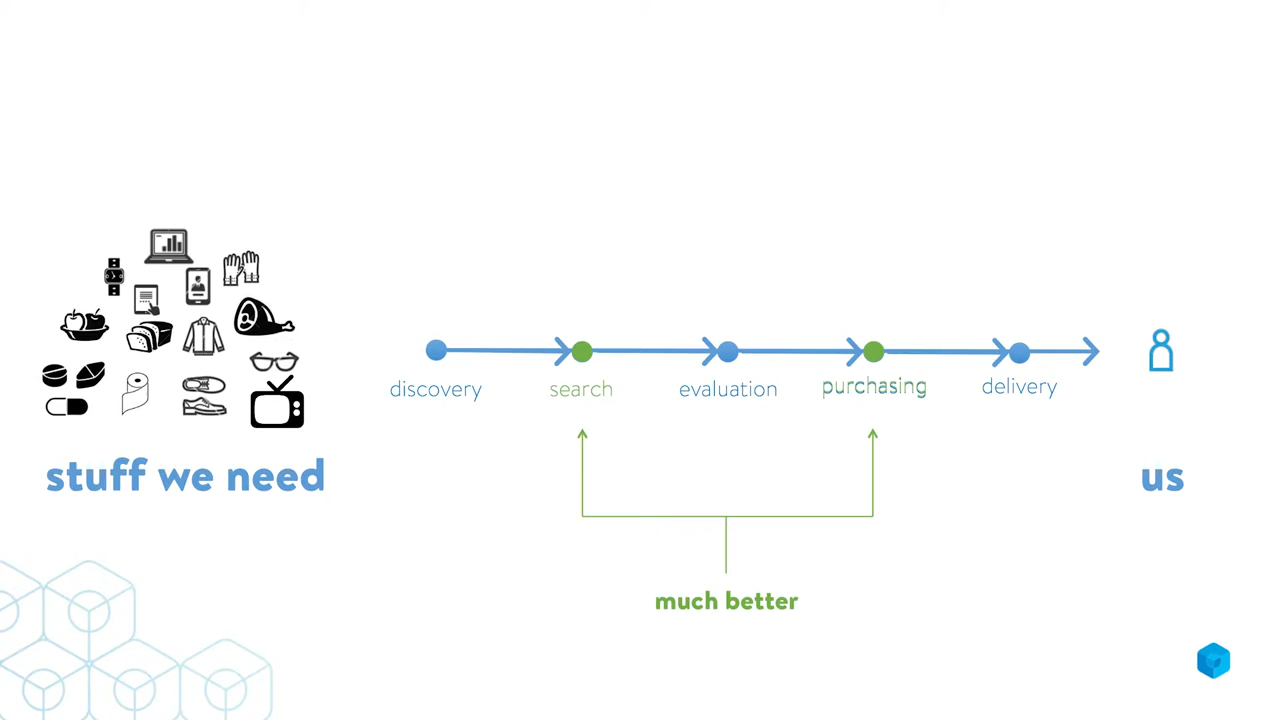 discovery
search
evaluation
purchasing
delivery
stuff we need
us
much better